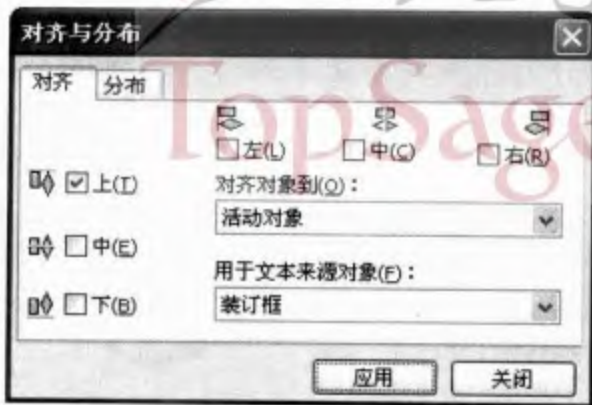 对齐与分布
对齐 分布
TopSage
左(L) 中(C) 右(R)
上(T) 对齐对象到(O)：
活动对象
中(E)
用于文本来源对象(F)：
下(B) 装订框
应用 关闭